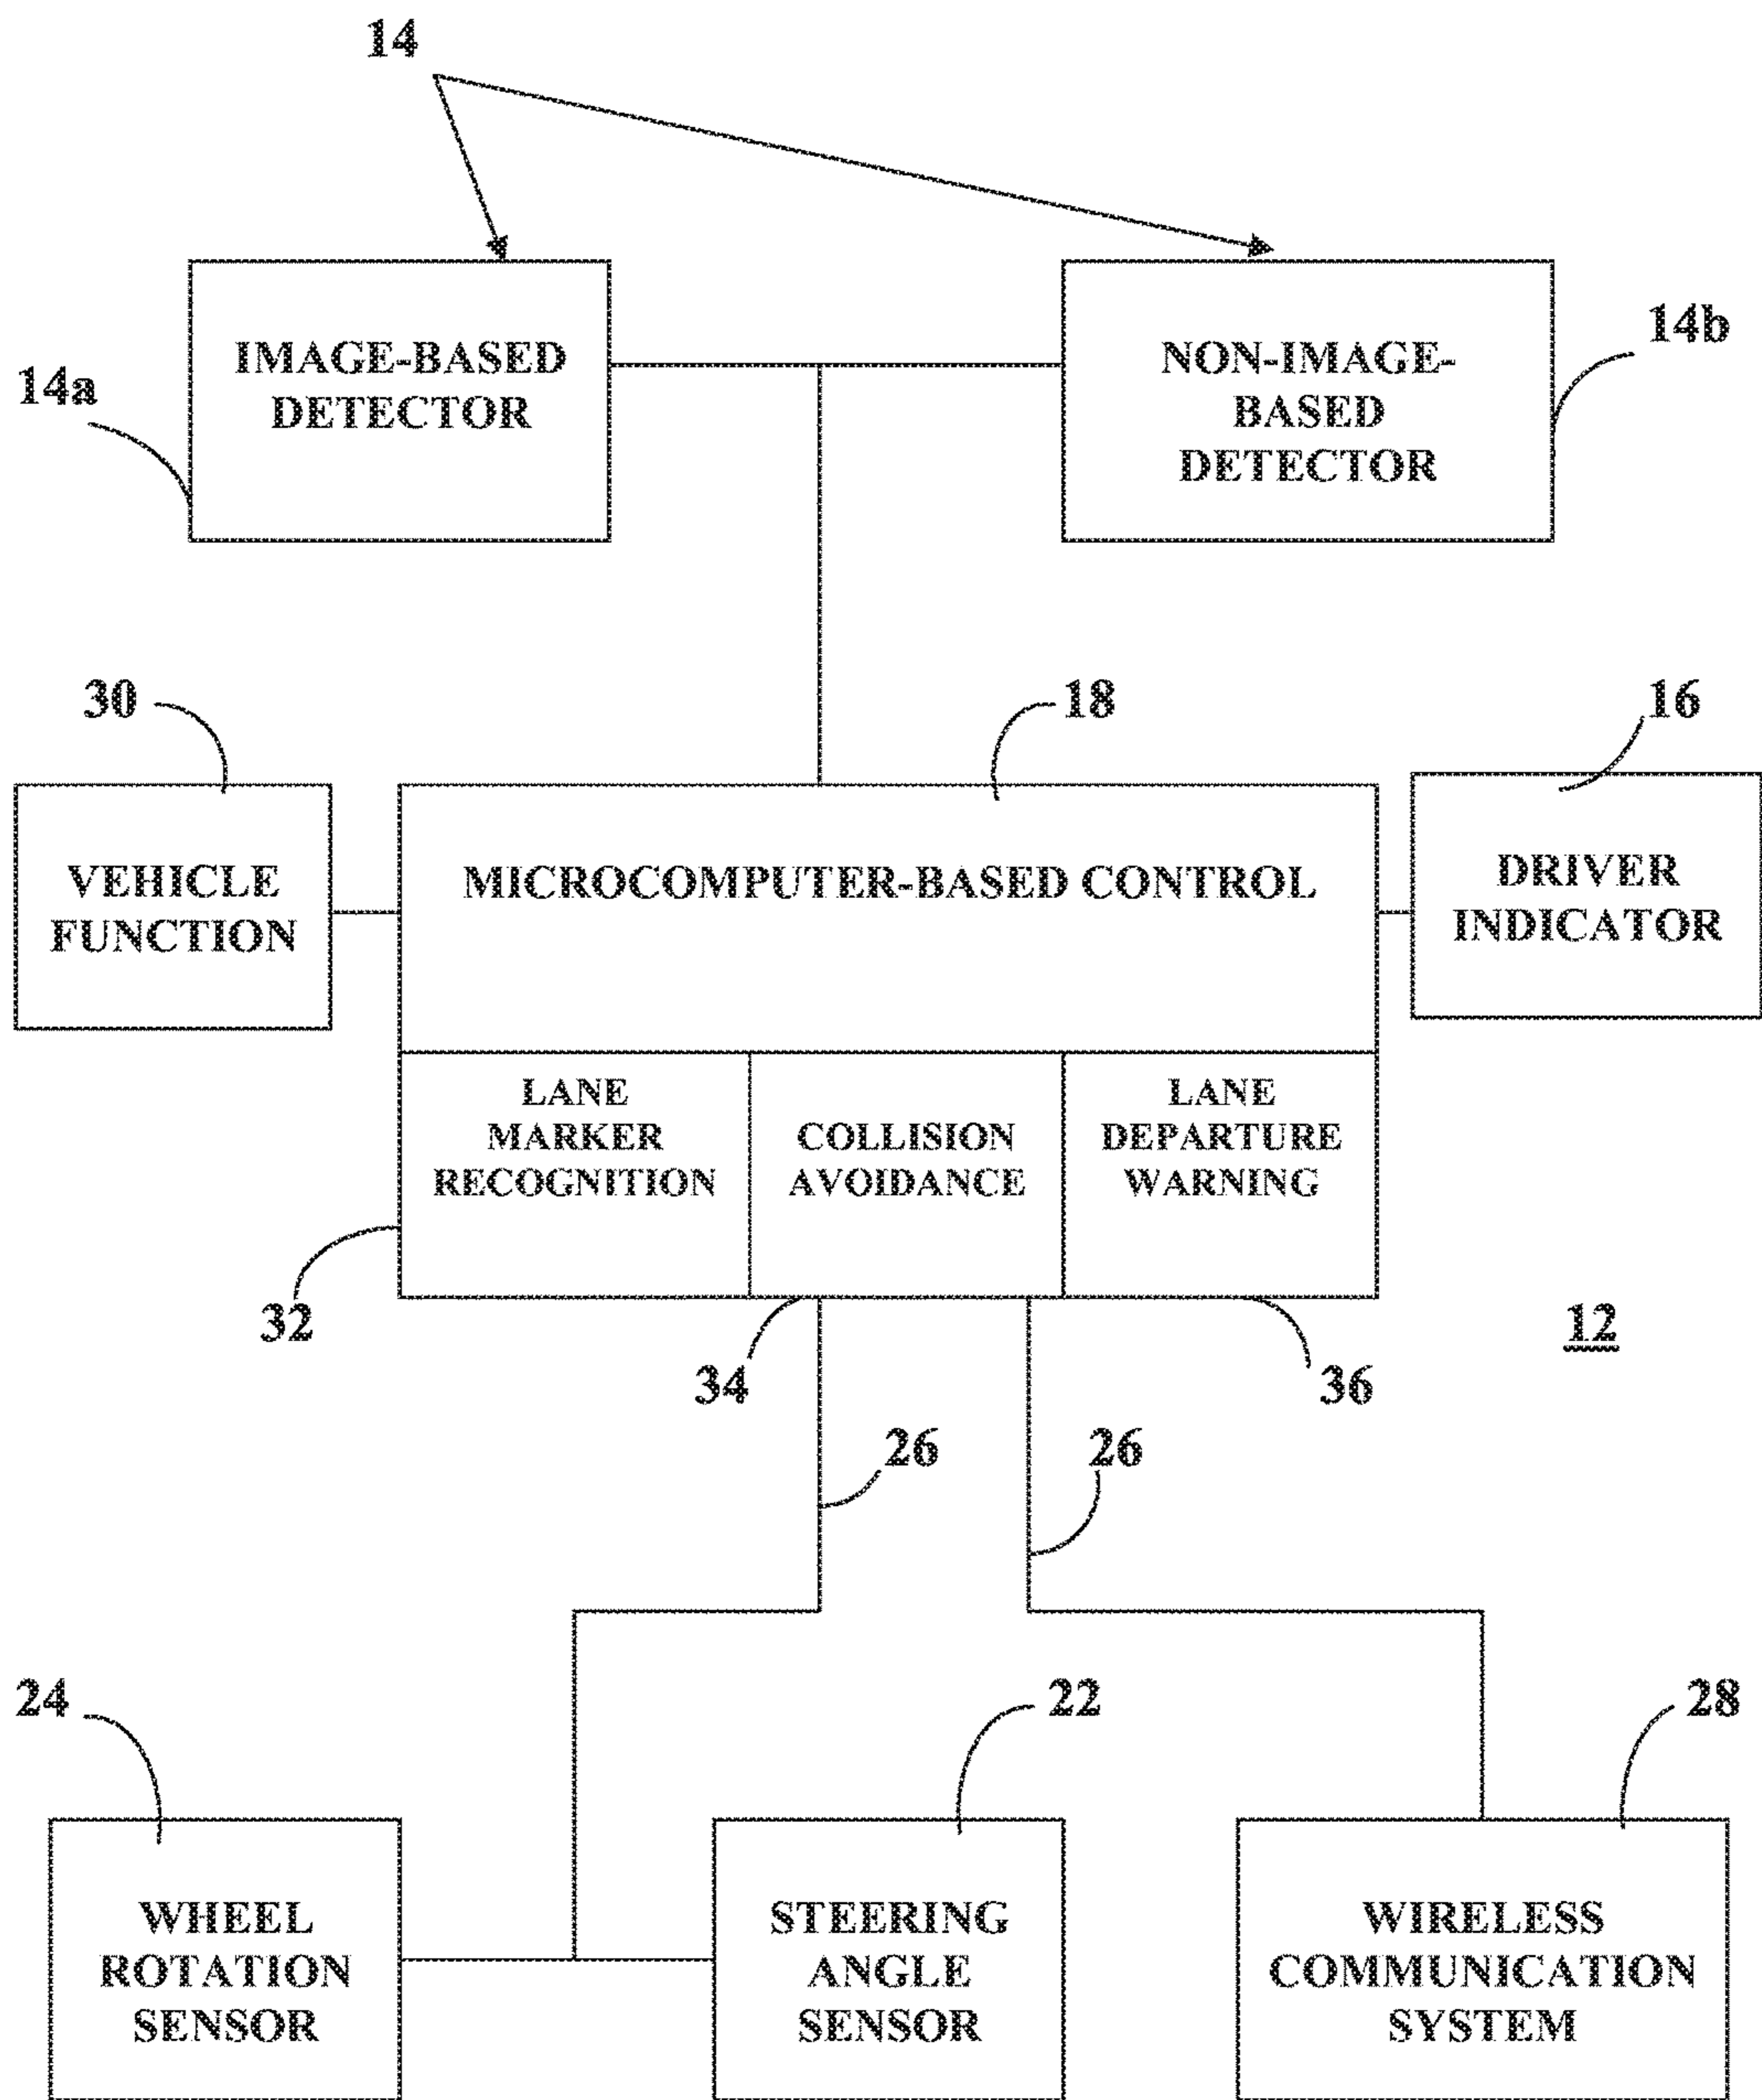 14
IMAGE-BASED
DETECTOR
14a
NON-IMAGE-
BASED
DETECTOR
14b
30
18
16
VEHICLE
FUNCTION
MICROCOMPUTER-BASED CONTROL
DRIVER
INDICATOR
LANE
MARKER
RECOGNITION
COLLISION
AVOIDANCE
LANE
DEPARTURE
WARNING
32
34
36
12
26
26
24
22
28
WHEEL
ROTATION
SENSOR
STEERING
ANGLE
SENSOR
WIRELESS
COMMUNICATION
SYSTEM